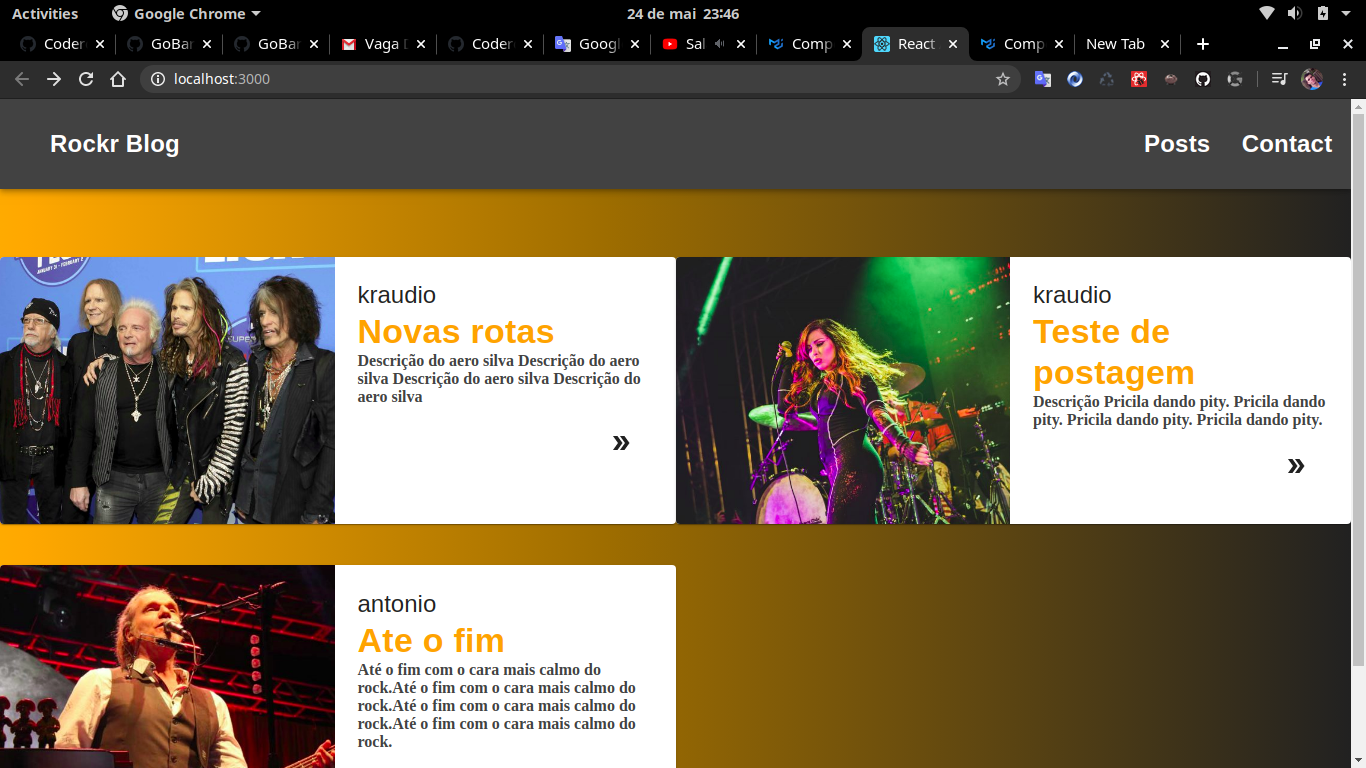 Activities
Google Chrome
24 de mai 23:46
Coder
GoBar
GoBar
Vaga
Coder
Googl
Sal
Comp
React
Comp
New Tab
localhost:3000
Rockr Blog
Posts
Contact
kraudio
Novas rotas
Descrição do aero silva Descrição do aero
silva Descrição do aero silva Descrição do
aero silva
»
kraudio
Teste de
postagem
Descrição Pricila dando pity. Pricila dando
pity. Pricila dando pity. Pricila dando pity.
»
antonio
Ate o fim
Até o fim com o cara mais calmo do
rock.Até o fim com o cara mais calmo do
rock.Até o fim com o cara mais calmo do
rock.Até o fim com o cara mais calmo do
rock.